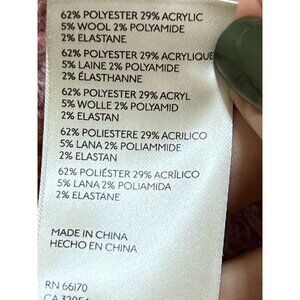 62% POLYESTER 29% ACRYLIC
5% WOOL 2% POLYAMIDE
2% ELASTANE
62% POLYESTER 29% ACRYLIQUE
5% LAINE 2% POLYAMIDE
2% ÉLASTHANNE
62% POLYESTER 29% ACRYL
5% WOLLE 2% POLYAMID
2% ELASTAN
62% POLIESTERE 29% ACRILICO
5% LANA 2% POLIAMMIDE
2% ELASTAN
62% POLIÉSTER 29% ACRÍLICO
5% LANA 2% POLIAMIDA
2% ELASTANE
MADE IN CHINA
HECHO EN CHINA
RN 66170
CA